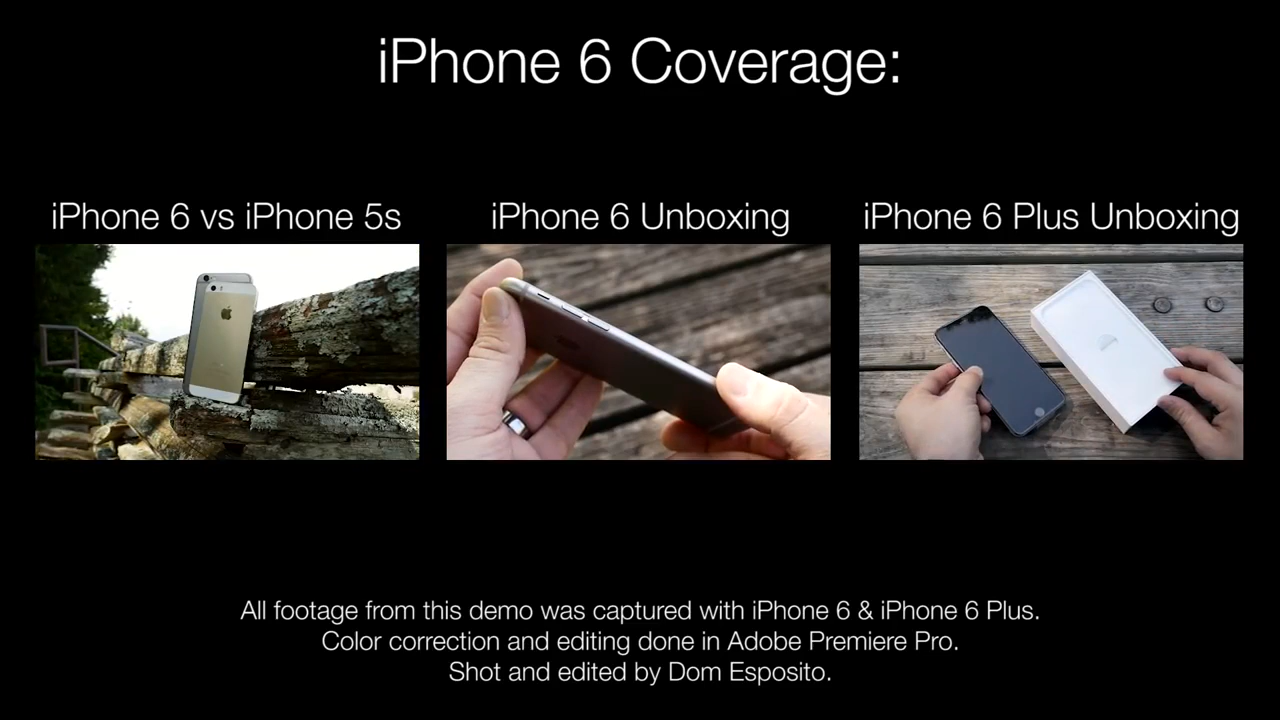 iPhone 6 Coverage:
iPhone 6 vs iPhone 5s
iPhone 6 Unboxing
iPhone 6 Plus Unboxing
All footage from this demo was captured with iPhone 6 & iPhone 6 Plus.
Color correction and editing done in Adobe Premiere Pro.
Shot and edited by Dom Esposito.